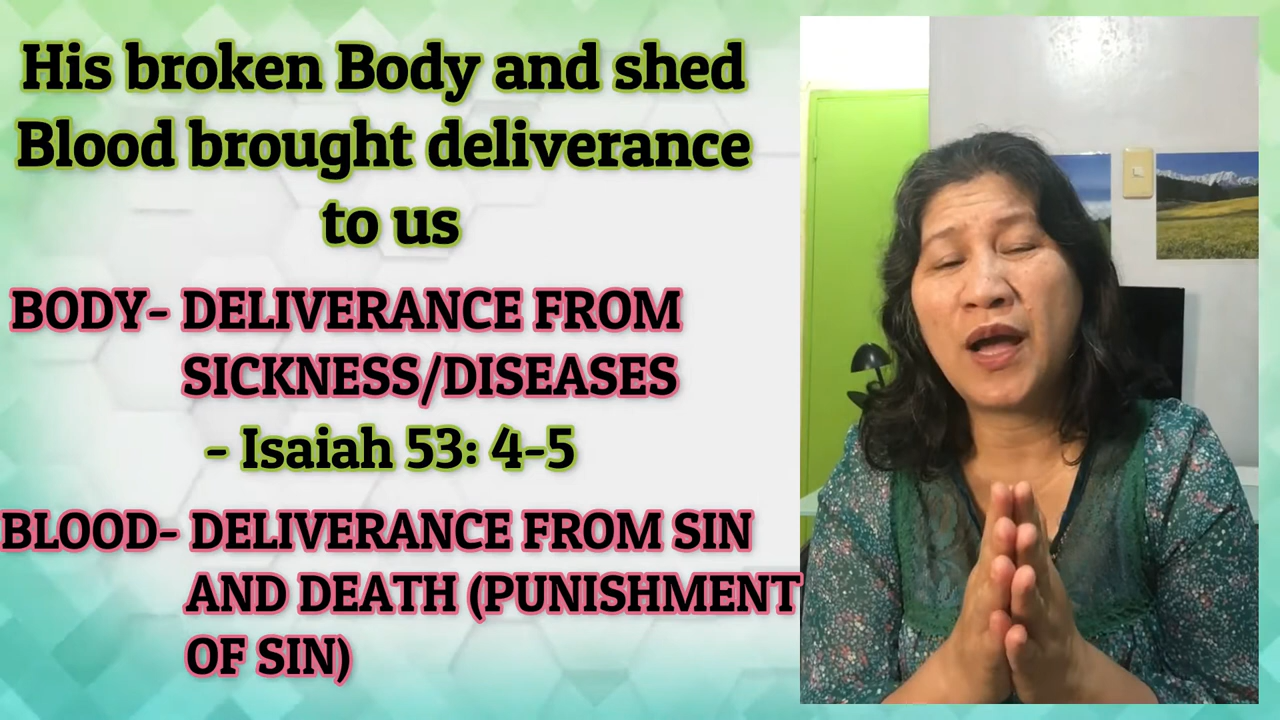 His broken Body and shed
Blood brought deliverance
to us
BODY- DELIVERANCE FROM
SICKNESS/DISEASES
- Isaiah 53: 4-5
BLOOD- DELIVERANCE FROM SIN
AND DEATH (PUNISHMENT
OF SIN)